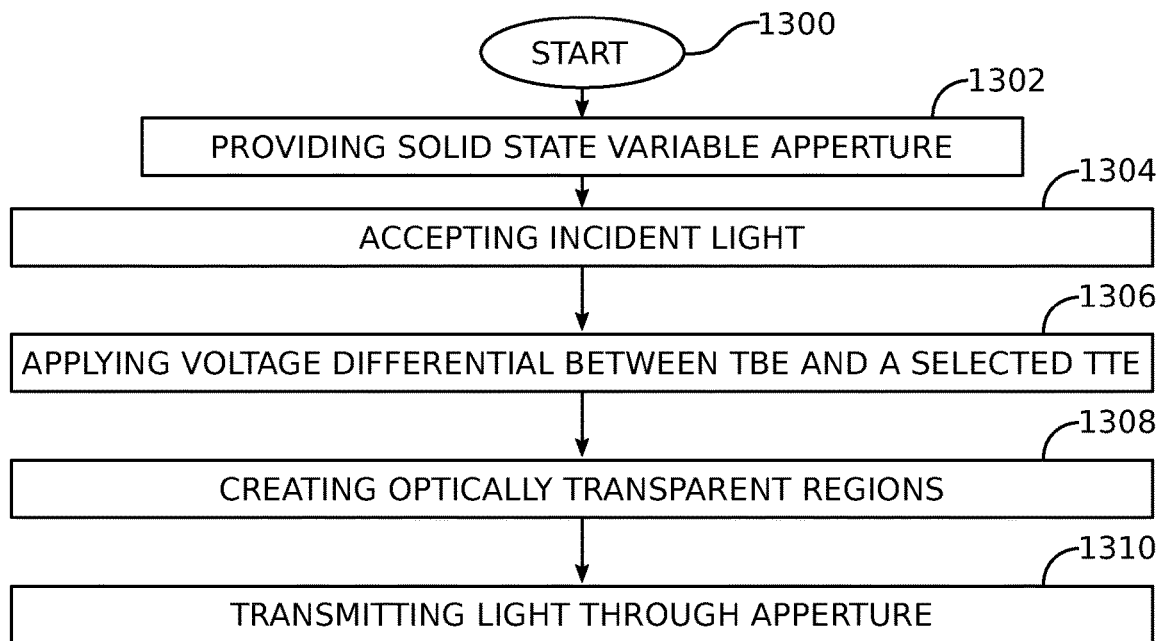 START
1300
1302
PROVIDING SOLID STATE VARIABLE APPERTURE
1304
ACCEPTING INCIDENT LIGHT
1306
APPLYING VOLTAGE DIFFERENTIAL BETWEEN TBE AND A SELECTED TTE
1308
CREATING OPTICALLY TRANSPARENT REGIONS
1310
TRANSMITTING LIGHT THROUGH APPERTURE